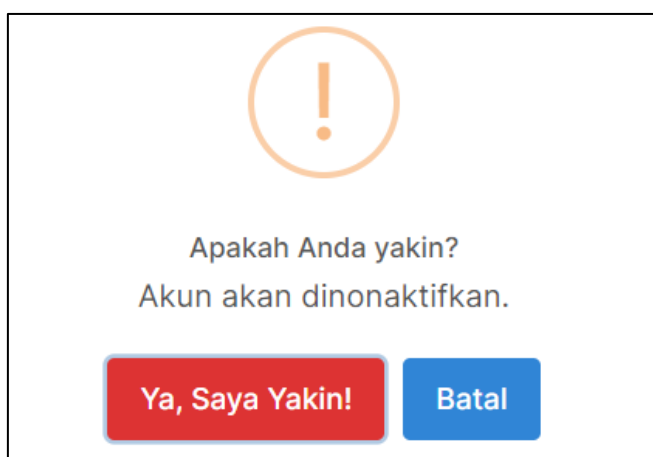 !
Apakah Anda yakin?
Akun akan dinonaktifkan.
Ya, Saya Yakin! Batal